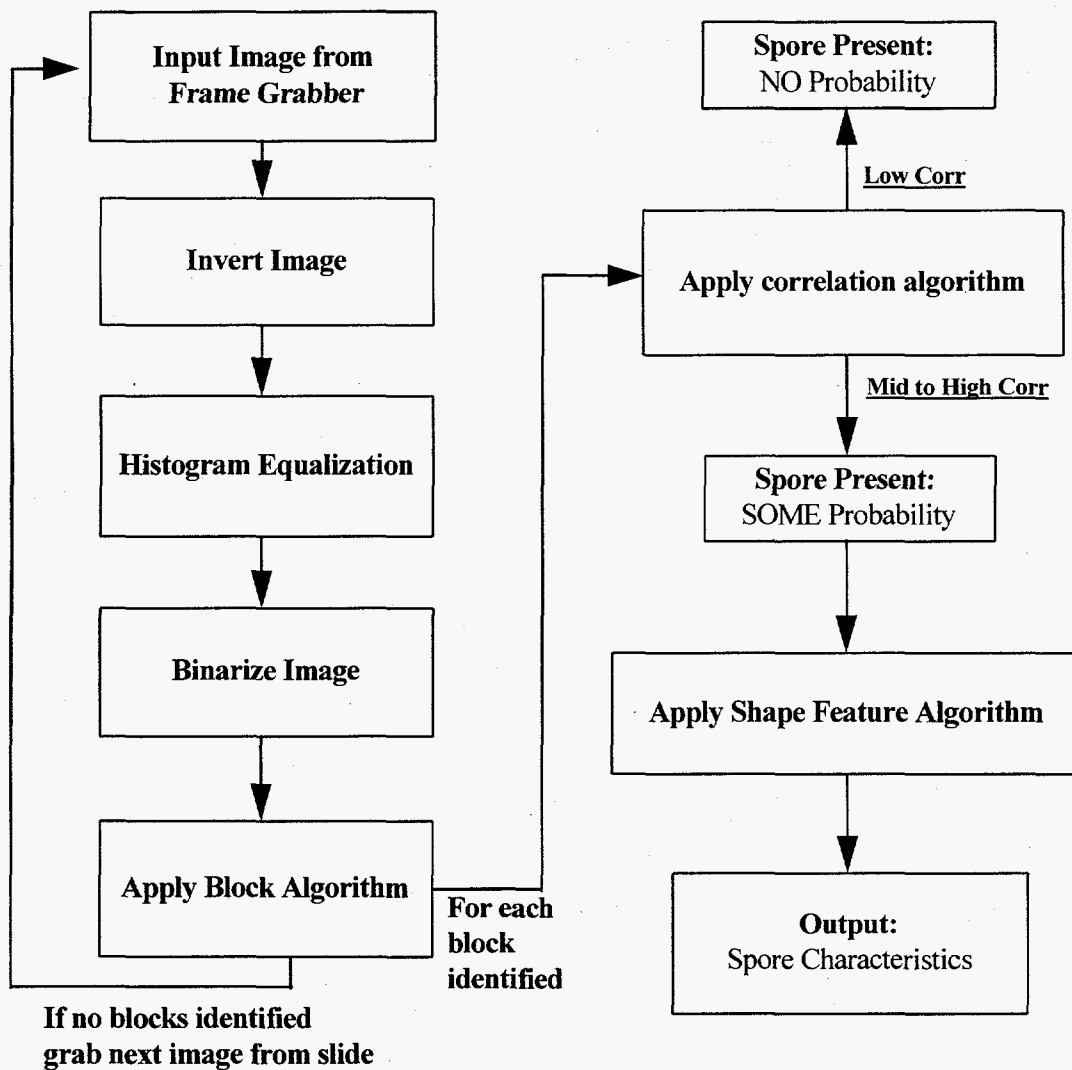 Input Image from
Frame Grabber
Invert Image
Histogram Equalization
Binarize Image
Apply Block Algorithm
For each
block
identified
If no blocks identified
grab next image from slide
Spore Present:
NO Probability
Low Corr
Apply correlation algorithm
Mid to High Corr
Spore Present:
SOME Probability
Apply Shape Feature Algorithm
Output:
Spore Characteristics